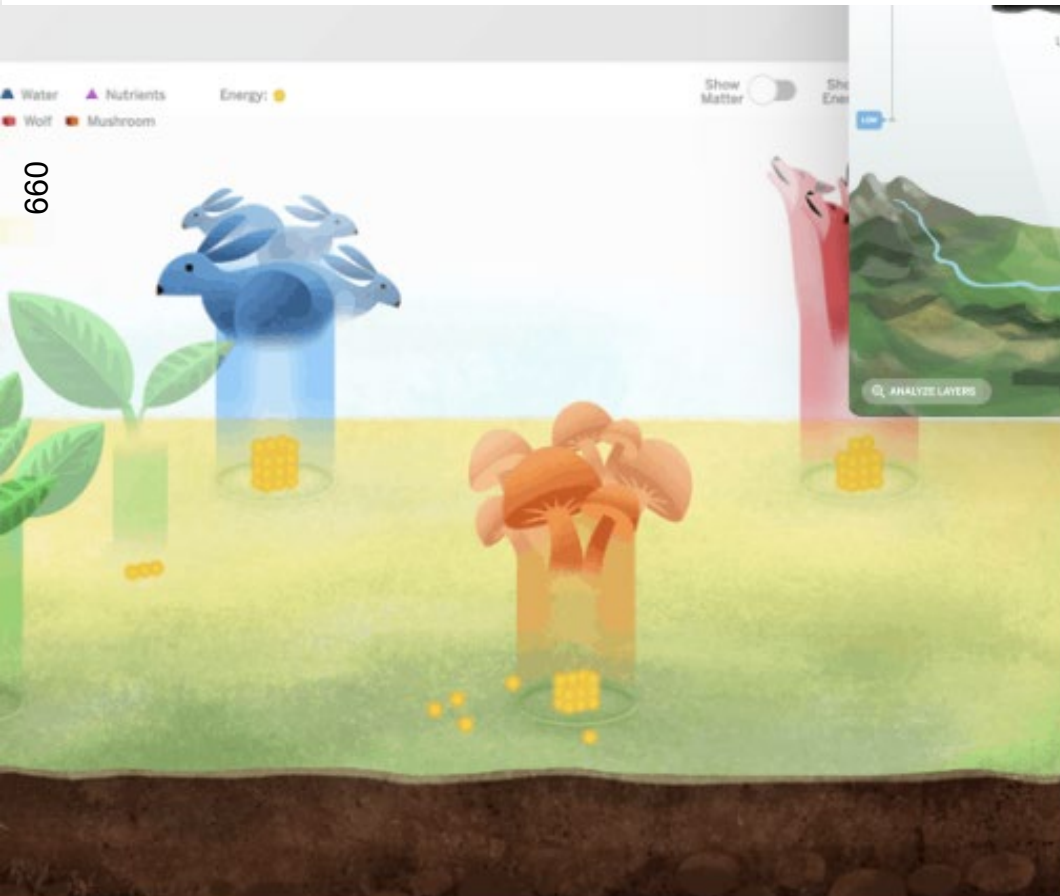 Water Nutrients Energy:
Wolf Mushroom
Show
Matter
LOW
660
ANALYZE LAYERS